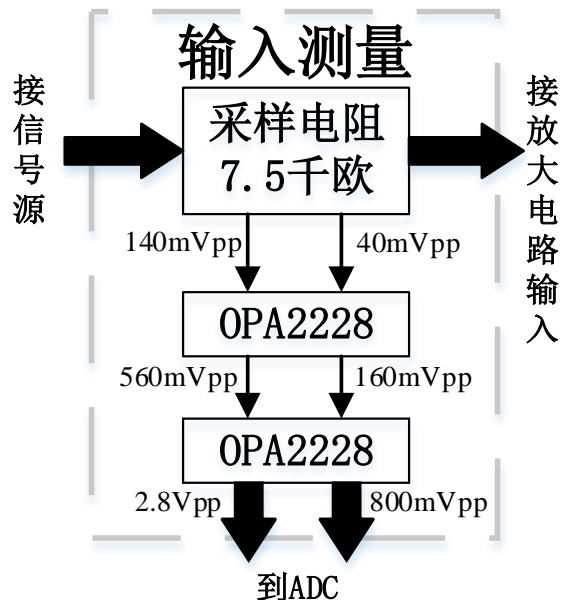 输入测量
接信号源
采样电阻
7.5千欧
接放大电路输入
140mVpp
40mVpp
OPA2228
560mVpp
160mVpp
OPA2228
2.8Vpp
800mVpp
到ADC